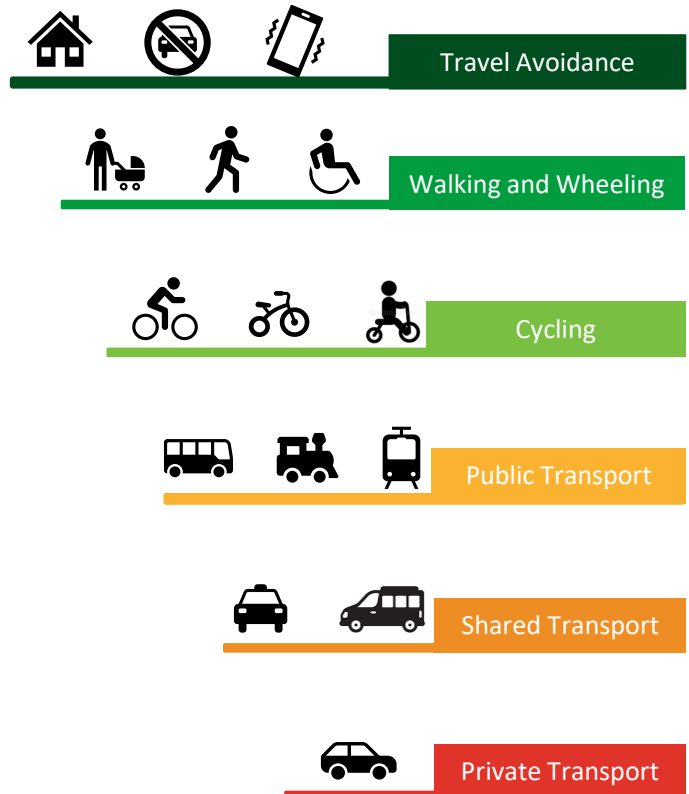 Travel Avoidance
Walking and Wheeling
Cycling
Public Transport
Shared Transport
Private Transport